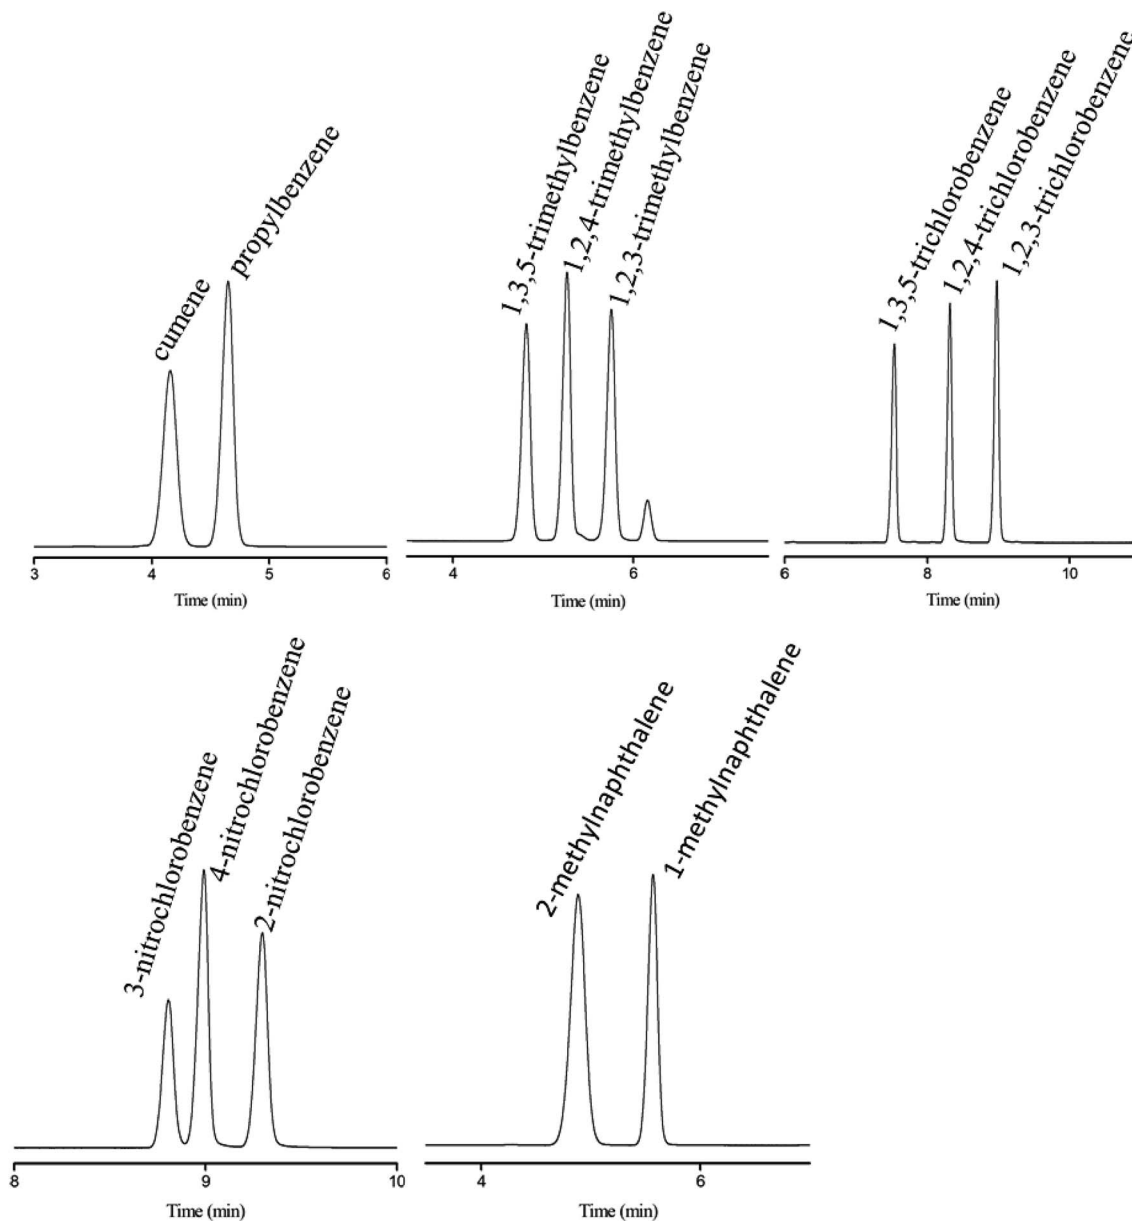 cumene
propylbenzene
3
4
5
6
Time (min)
1,3,5-trimethylbenzene
1,2,4-trimethylbenzene
1,2,3-trimethylbenzene
4
6
Time (min)
1,3,5-trichlorobenzene
1,2,4-trichlorobenzene
1,2,3-trichlorobenzene
6
8
10
Time (min)
3-nitrochlorobenzene
4-nitrochlorobenzene
2-nitrochlorobenzene
8
9
10
Time (min)
2-methylnaphthalene
1-methylnaphthalene
4
6
Time (min)